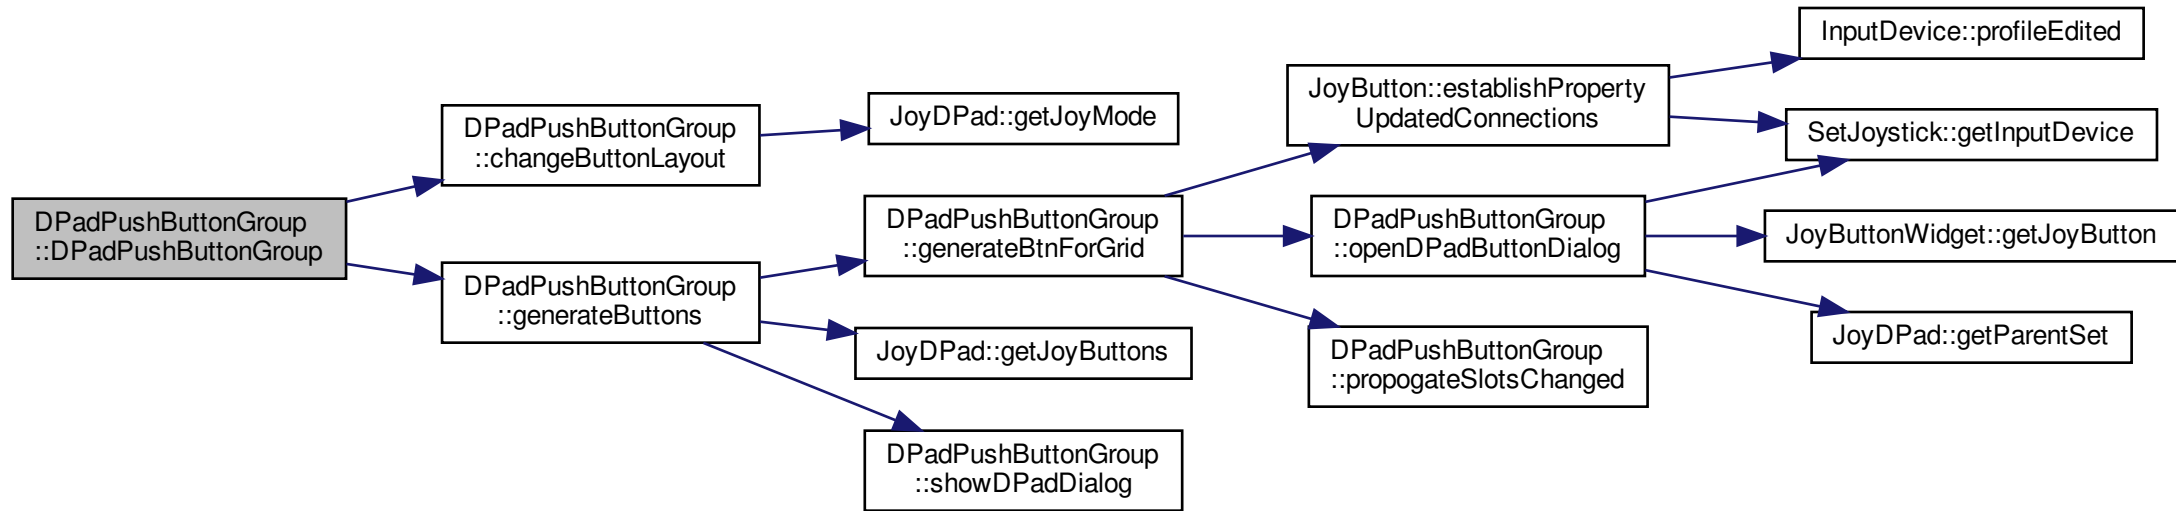 DPadPushButtonGroup
::DPadPushButtonGroup
DPadPushButtonGroup
::changeButtonLayout
JoyDPad::getJoyMode
DPadPushButtonGroup
::generateButtons
DPadPushButtonGroup
::generateBtnForGrid
JoyButton::establishProperty
UpdatedConnections
InputDevice::profileEdited
SetJoystick::getInputDevice
DPadPushButtonGroup
::openDPadButtonDialog
JoyButtonWidget::getJoyButton
JoyDPad::getParentSet
DPadPushButtonGroup
::propogateSlotsChanged
JoyDPad::getJoyButtons
DPadPushButtonGroup
::showDPadDialog